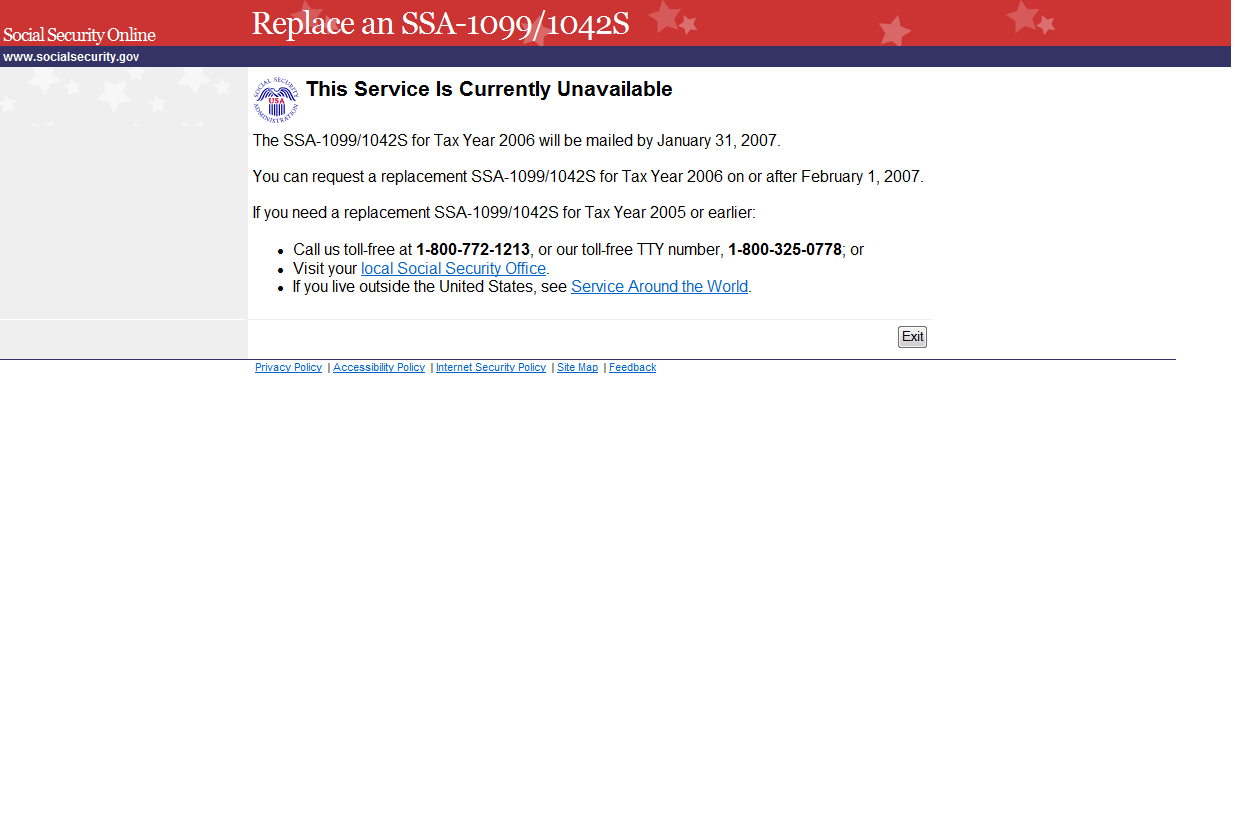 Social Security Online
Replace an SSA-1099/1042S
www.socialsecurity.gov
SOCIAL SECURITY ADMINISTRATION
USA
This Service Is Currently Unavailable
The SSA-1099/1042S for Tax Year 2006 will be mailed by January 31, 2007.
You can request a replacement SSA-1099/1042S for Tax Year 2006 on or after February 1, 2007.
If you need a replacement SSA-1099/1042S for Tax Year 2005 or earlier:
• Call us toll-free at 1-800-772-1213, or our toll-free TTY number, 1-800-325-0778; or
• Visit your local Social Security Office.
• If you live outside the United States, see Service Around the World.
Exit
Privacy Policy | Accessibility Policy | Internet Security Policy | Site Map | Feedback